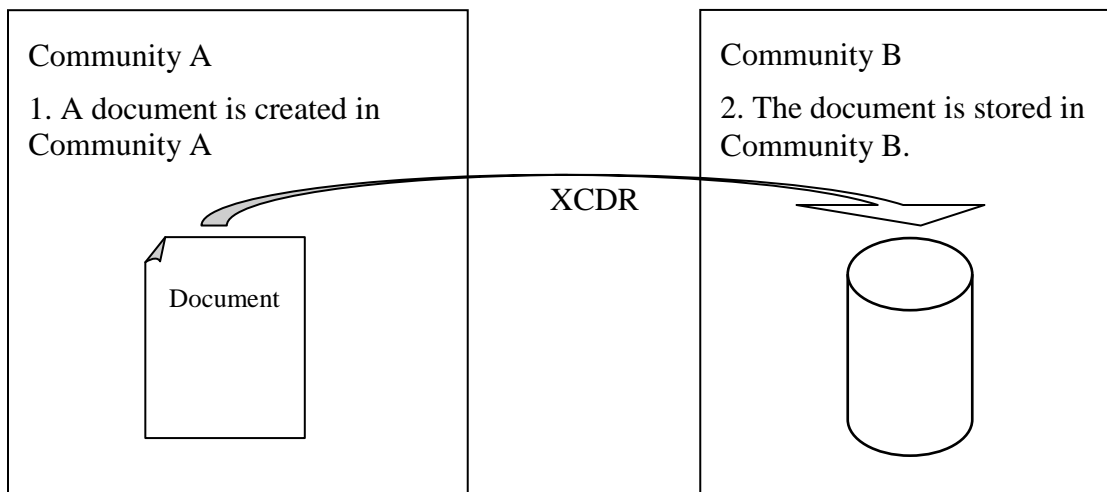 Community A
1. A document is created in
Community A
Community B
2. The document is stored in
Community B.
XCDR
Document